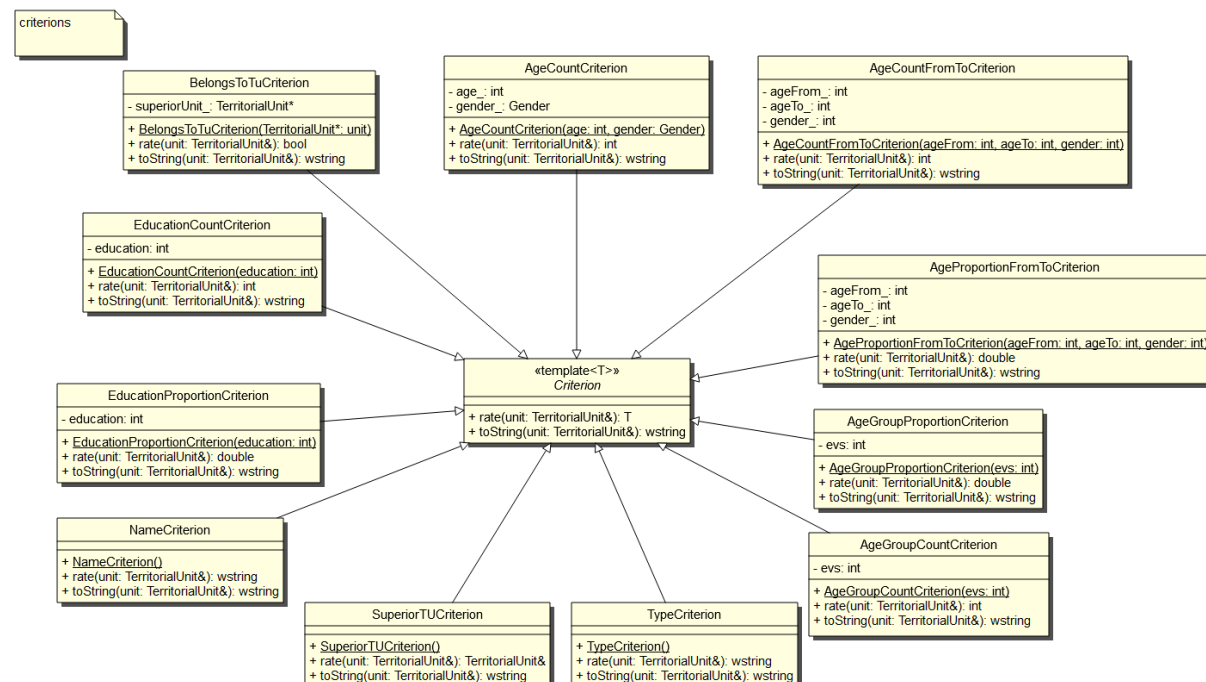 criterions
BelongsToTuCriterion
- superiorUnit_: TerritorialUnit*
+ BelongsToTuCriterion(TerritorialUnit*: unit)
+ rate(unit: TerritorialUnit&): bool
+ toString(unit: TerritorialUnit&): wstring
AgeCountCriterion
- age_: int
- gender_: Gender
+ AgeCountCriterion(age: int, gender: Gender)
+ rate(unit: TerritorialUnit&): int
+ toString(unit: TerritorialUnit&): wstring
AgeCountFromToCriterion
- ageFrom_: int
- ageTo_: int
- gender_: int
+ AgeCountFromToCriterion(ageFrom: int, ageTo: int, gender: int)
+ rate(unit: TerritorialUnit&): int
+ toString(unit: TerritorialUnit&): wstring
EducationCountCriterion
- education: int
+ EducationCountCriterion(education: int)
+ rate(unit: TerritorialUnit&): int
+ toString(unit: TerritorialUnit&): wstring
AgeProportionFromToCriterion
- ageFrom_: int
- ageTo_: int
- gender_: int
+ AgeProportionFromToCriterion(ageFrom: int, ageTo: int, gender: int)
+ rate(unit: TerritorialUnit&): double
+ toString(unit: TerritorialUnit&): wstring
«template<T>»
Criterion
+ rate(unit: TerritorialUnit&): T
+ toString(unit: TerritorialUnit&): wstring
EducationProportionCriterion
- education: int
+ EducationProportionCriterion(education: int)
+ rate(unit: TerritorialUnit&): double
+ toString(unit: TerritorialUnit&): wstring
AgeGroupProportionCriterion
- evs: int
+ AgeGroupProportionCriterion(evs: int)
+ rate(unit: TerritorialUnit&): double
+ toString(unit: TerritorialUnit&): wstring
NameCriterion
+ NameCriterion()
+ rate(unit: TerritorialUnit&): wstring
+ toString(unit: TerritorialUnit&): wstring
AgeGroupCountCriterion
- evs: int
+ AgeGroupCountCriterion(evs: int)
+ rate(unit: TerritorialUnit&): int
+ toString(unit: TerritorialUnit&): wstring
SuperiorTUCriterion
+ SuperiorTUCriterion()
+ rate(unit: TerritorialUnit&): TerritorialUnit&
+ toString(unit: TerritorialUnit&): wstring
TypeCriterion
+ TypeCriterion()
+ rate(unit: TerritorialUnit&): wstring
+ toString(unit: TerritorialUnit&): wstring